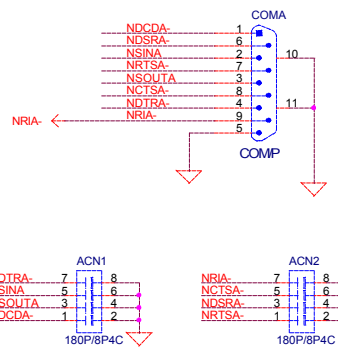 COMA
NDCDA- 1
NDSRA- 6
NSINA 2 10
NRTSA- 7
NSOUTA 3
NCTSA- 8
NDTRA- 4 11
NRIA- NRIA- 9
5
COM/P
ACN1 ACN2
DTRA- 7 8 NRIA- 7 8
SINA 5 6 NCTSA- 5 6
SOUTA 3 4 NDSRA- 3 4
DCDA- 1 2 NRTSA- 1 2
180P/8P4C 180P/8P4C